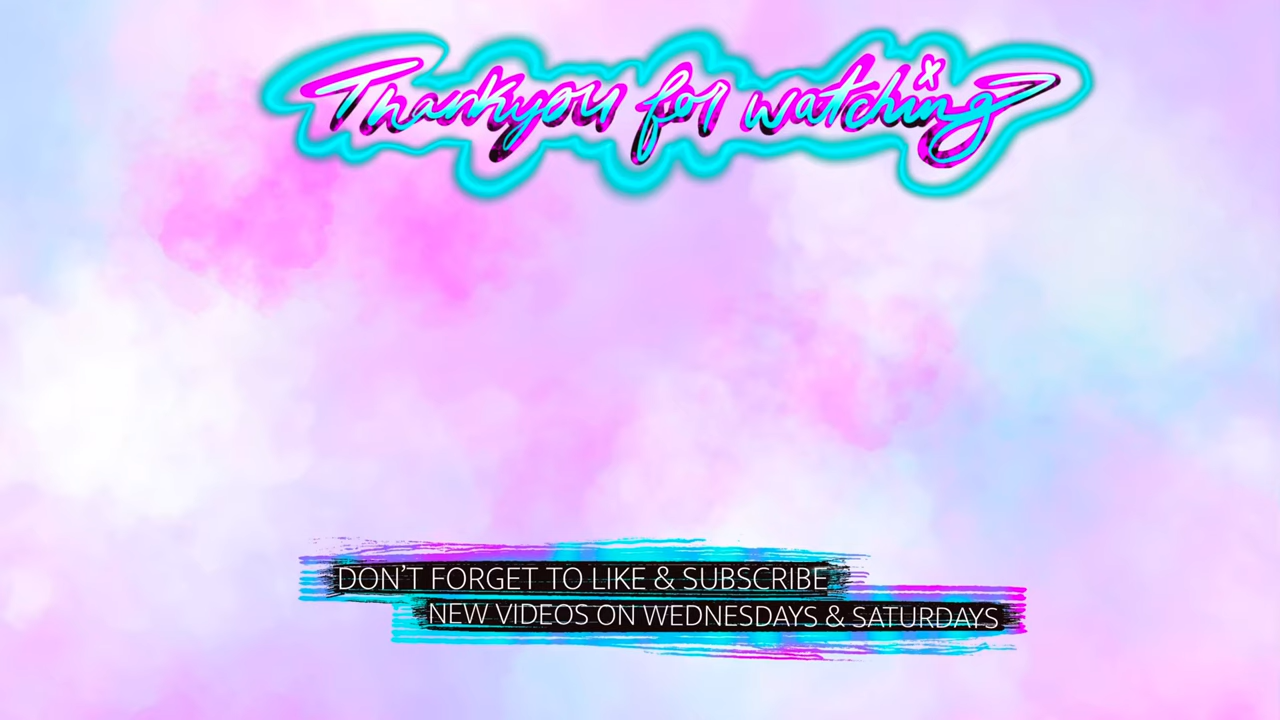 Thankyou for watching
DON'T FORGET TO LIKE & SUBSCRIBE
NEW VIDEOS ON WEDNESDAYS & SATURDAYS